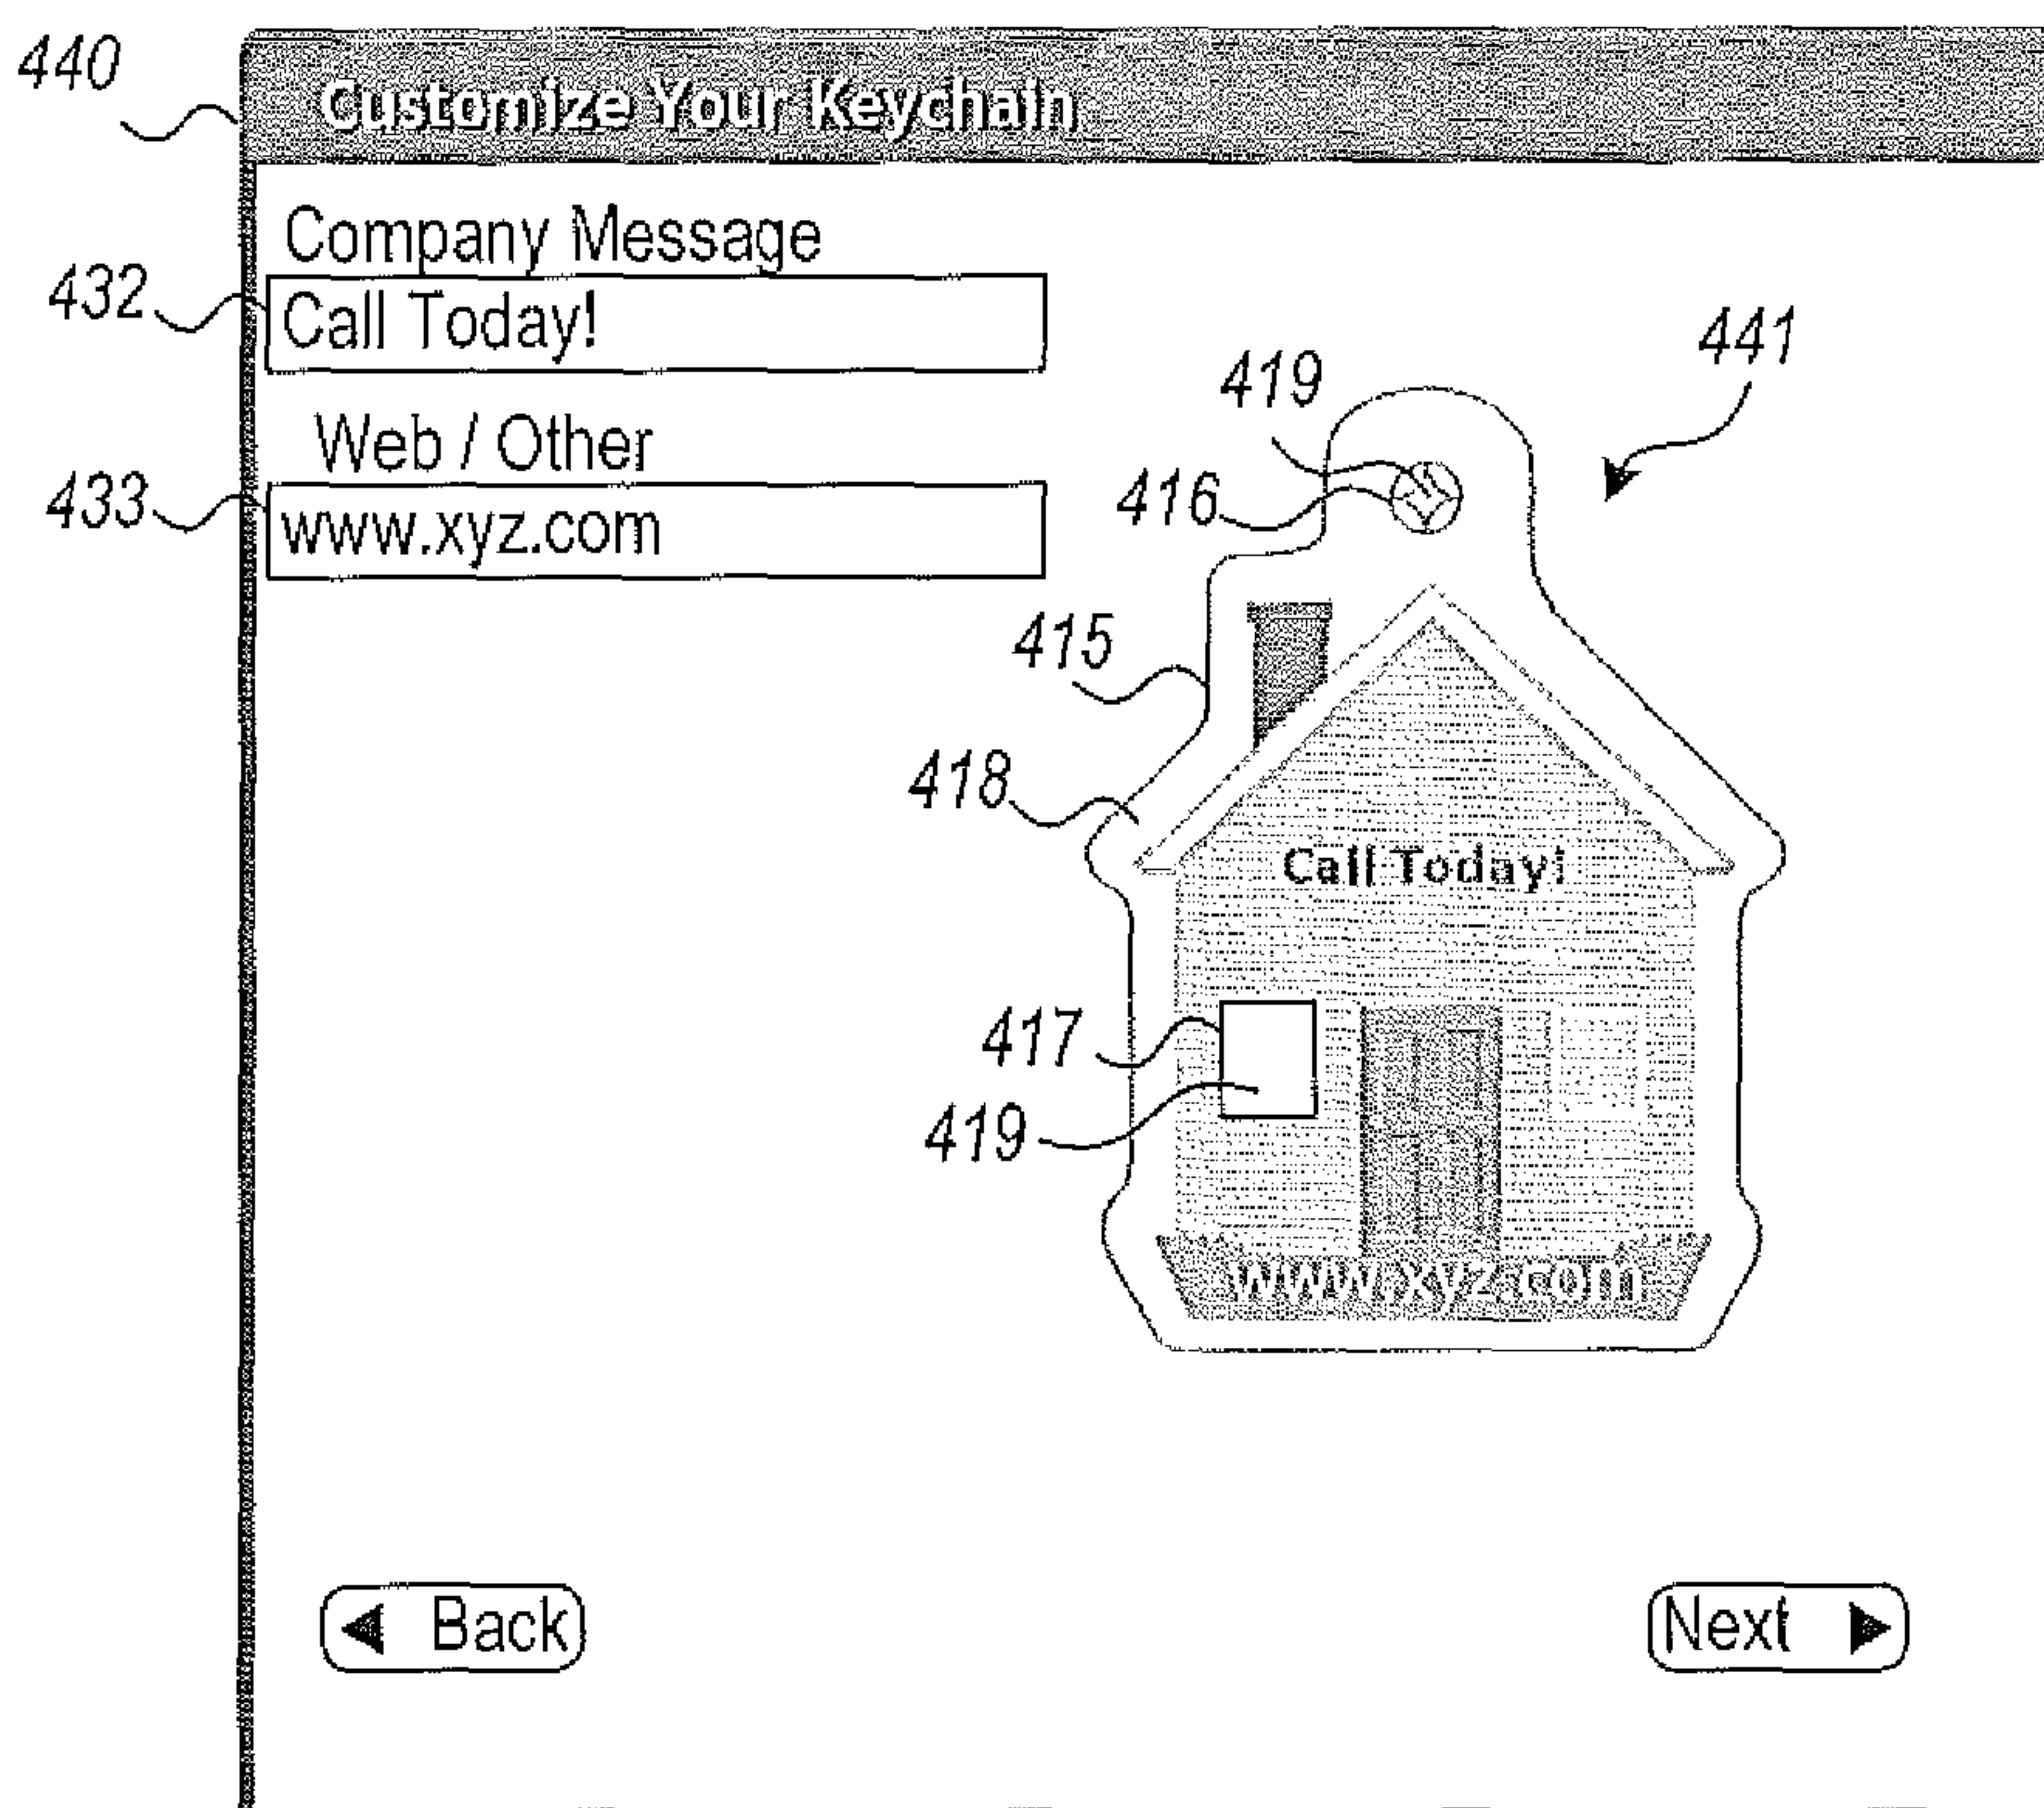 440
Customize Your Keychain
Company Message
432
Call Today!
441
419
Web / Other
416
433
www.xyz.com
415
418
Call Today!
417
419
www.xyz.com
Back
Next